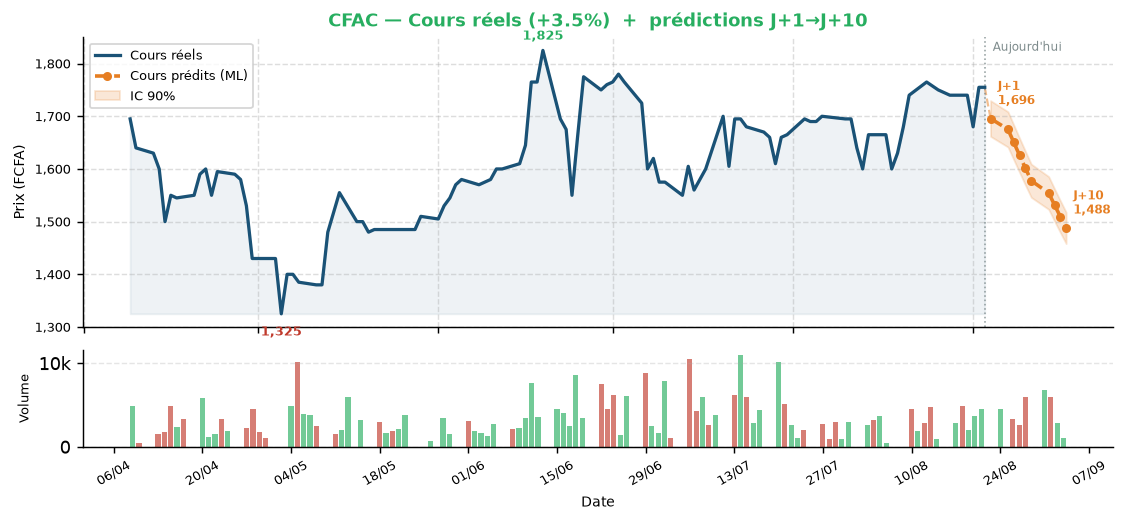 CFAC — Cours réels (+3.5%)  +  prédictions J+1→J+10
1,825
Aujourd'hui
Cours réels
Cours prédits (ML)
IC 90%
J+1
1,696
J+10
1,488
1,325
Prix (FCFA)
1,800
1,700
1,600
1,500
1,400
1,300
Volume
10k
0
06/04
20/04
04/05
18/05
01/06
15/06
29/06
13/07
27/07
10/08
24/08
07/09
Date